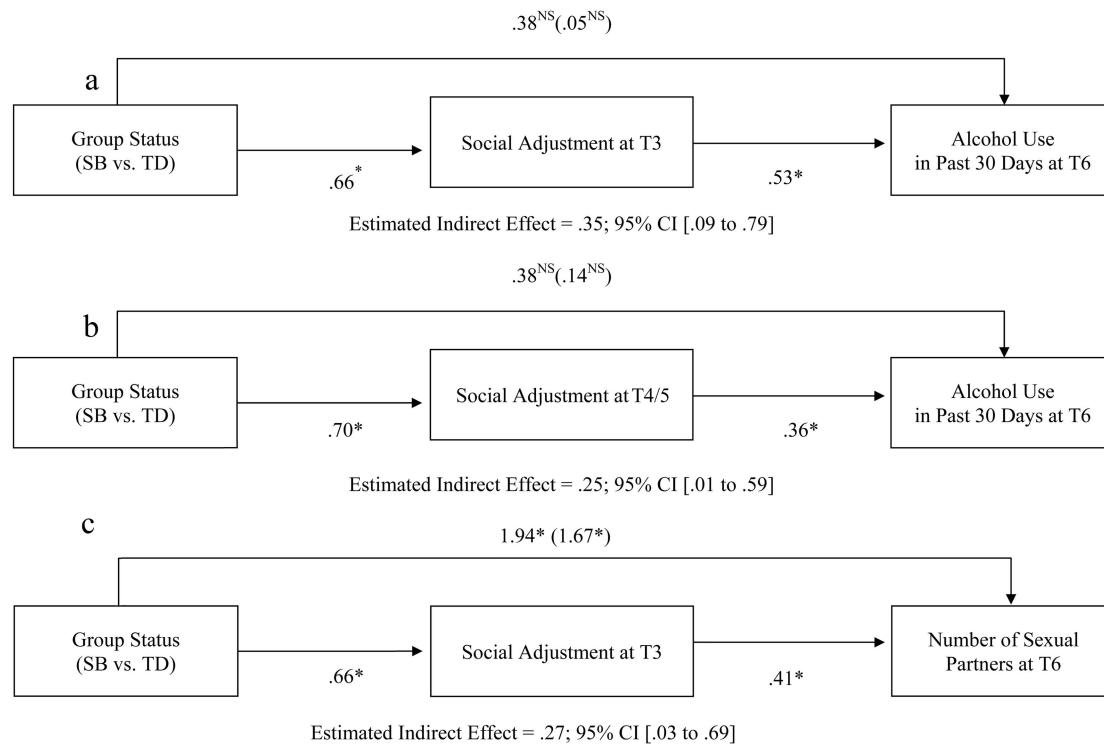 .38NS(.05NS)
a
Group Status
(SB vs. TD)
Social Adjustment at T3
Alcohol Use
in Past 30 Days at T6
.66*
.53*
Estimated Indirect Effect = .35; 95% CI [.09 to .79]
.38NS(.14NS)
b
Group Status
(SB vs. TD)
Social Adjustment at T4/5
Alcohol Use
in Past 30 Days at T6
.70*
.36*
Estimated Indirect Effect = .25; 95% CI [.01 to .59]
c
1.94* (1.67*)
Group Status
(SB vs. TD)
Social Adjustment at T3
Number of Sexual
Partners at T6
.66*
.41*
Estimated Indirect Effect = .27; 95% CI [.03 to .69]